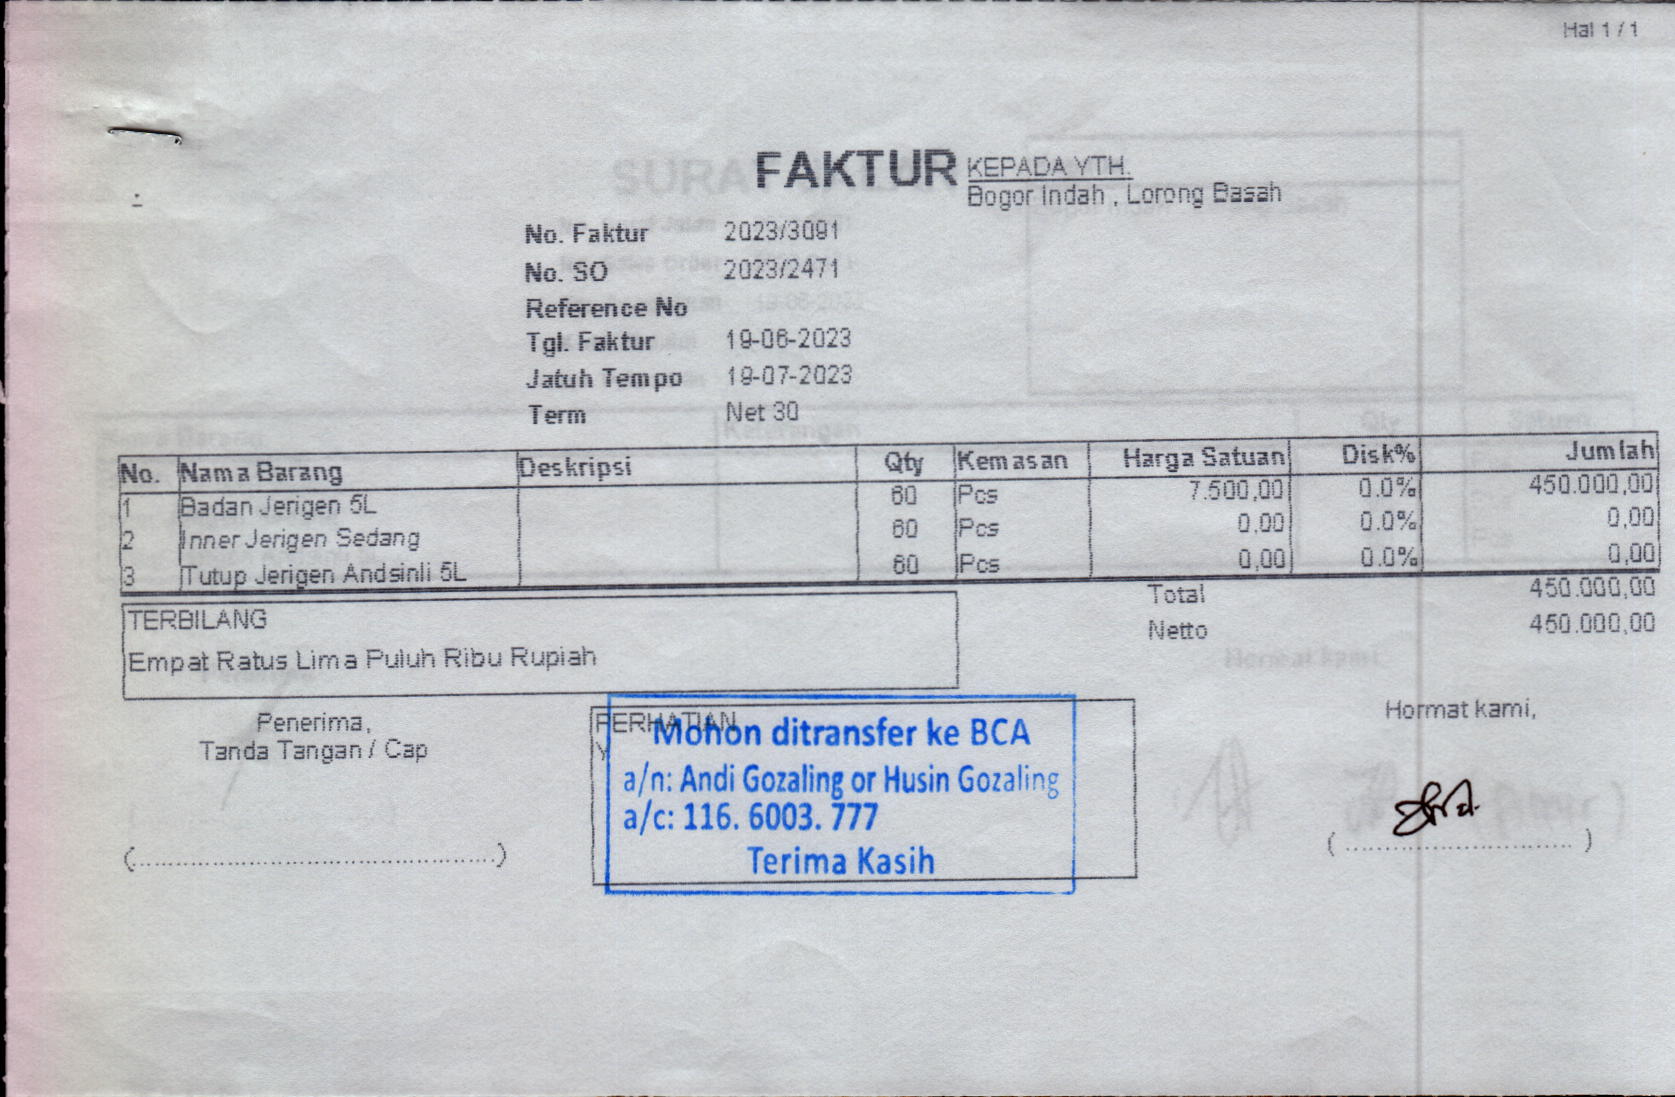 Hal 1 / 1
FAKTUR
KEPADA YTH.
Bogor Indah , Lorong Basah
No. Faktur 2023/3091
No. SO 2023/2471
Reference No
Tgl. Faktur 19-06-2023
Jatuh Tempo 19-07-2023
Term Net 30
No. Nama Barang Deskripsi Qty Kemasan Harga Satuan Disk% Jumlah
1 Badan Jerigen 5L 60 Pcs 7.500,00 0.0% 450.000,00
2 Inner Jerigen Sedang 60 Pcs 0,00 0.0% 0,00
3 Tutup Jerigen Andsinli 5L 60 Pcs 0,00 0.0% 0,00
Total 450.000,00
Netto 450.000,00
TERBILANG
Empat Ratus Lima Puluh Ribu Rupiah
Penerima,
Tanda Tangan / Cap
(................................................)
PERHATIAN
Mohon ditransfer ke BCA
a/n: Andi Gozaling or Husin Gozaling
a/c: 116. 6003. 777
Terima Kasih
Hormat kami,
( .............................. )